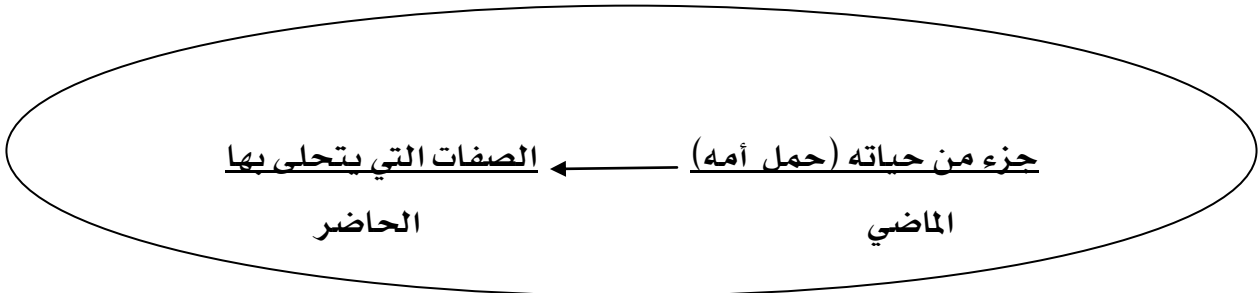 جزء من حياته (حمل أمه) الصفات التي يتحلى بها
الماضي الحاضر